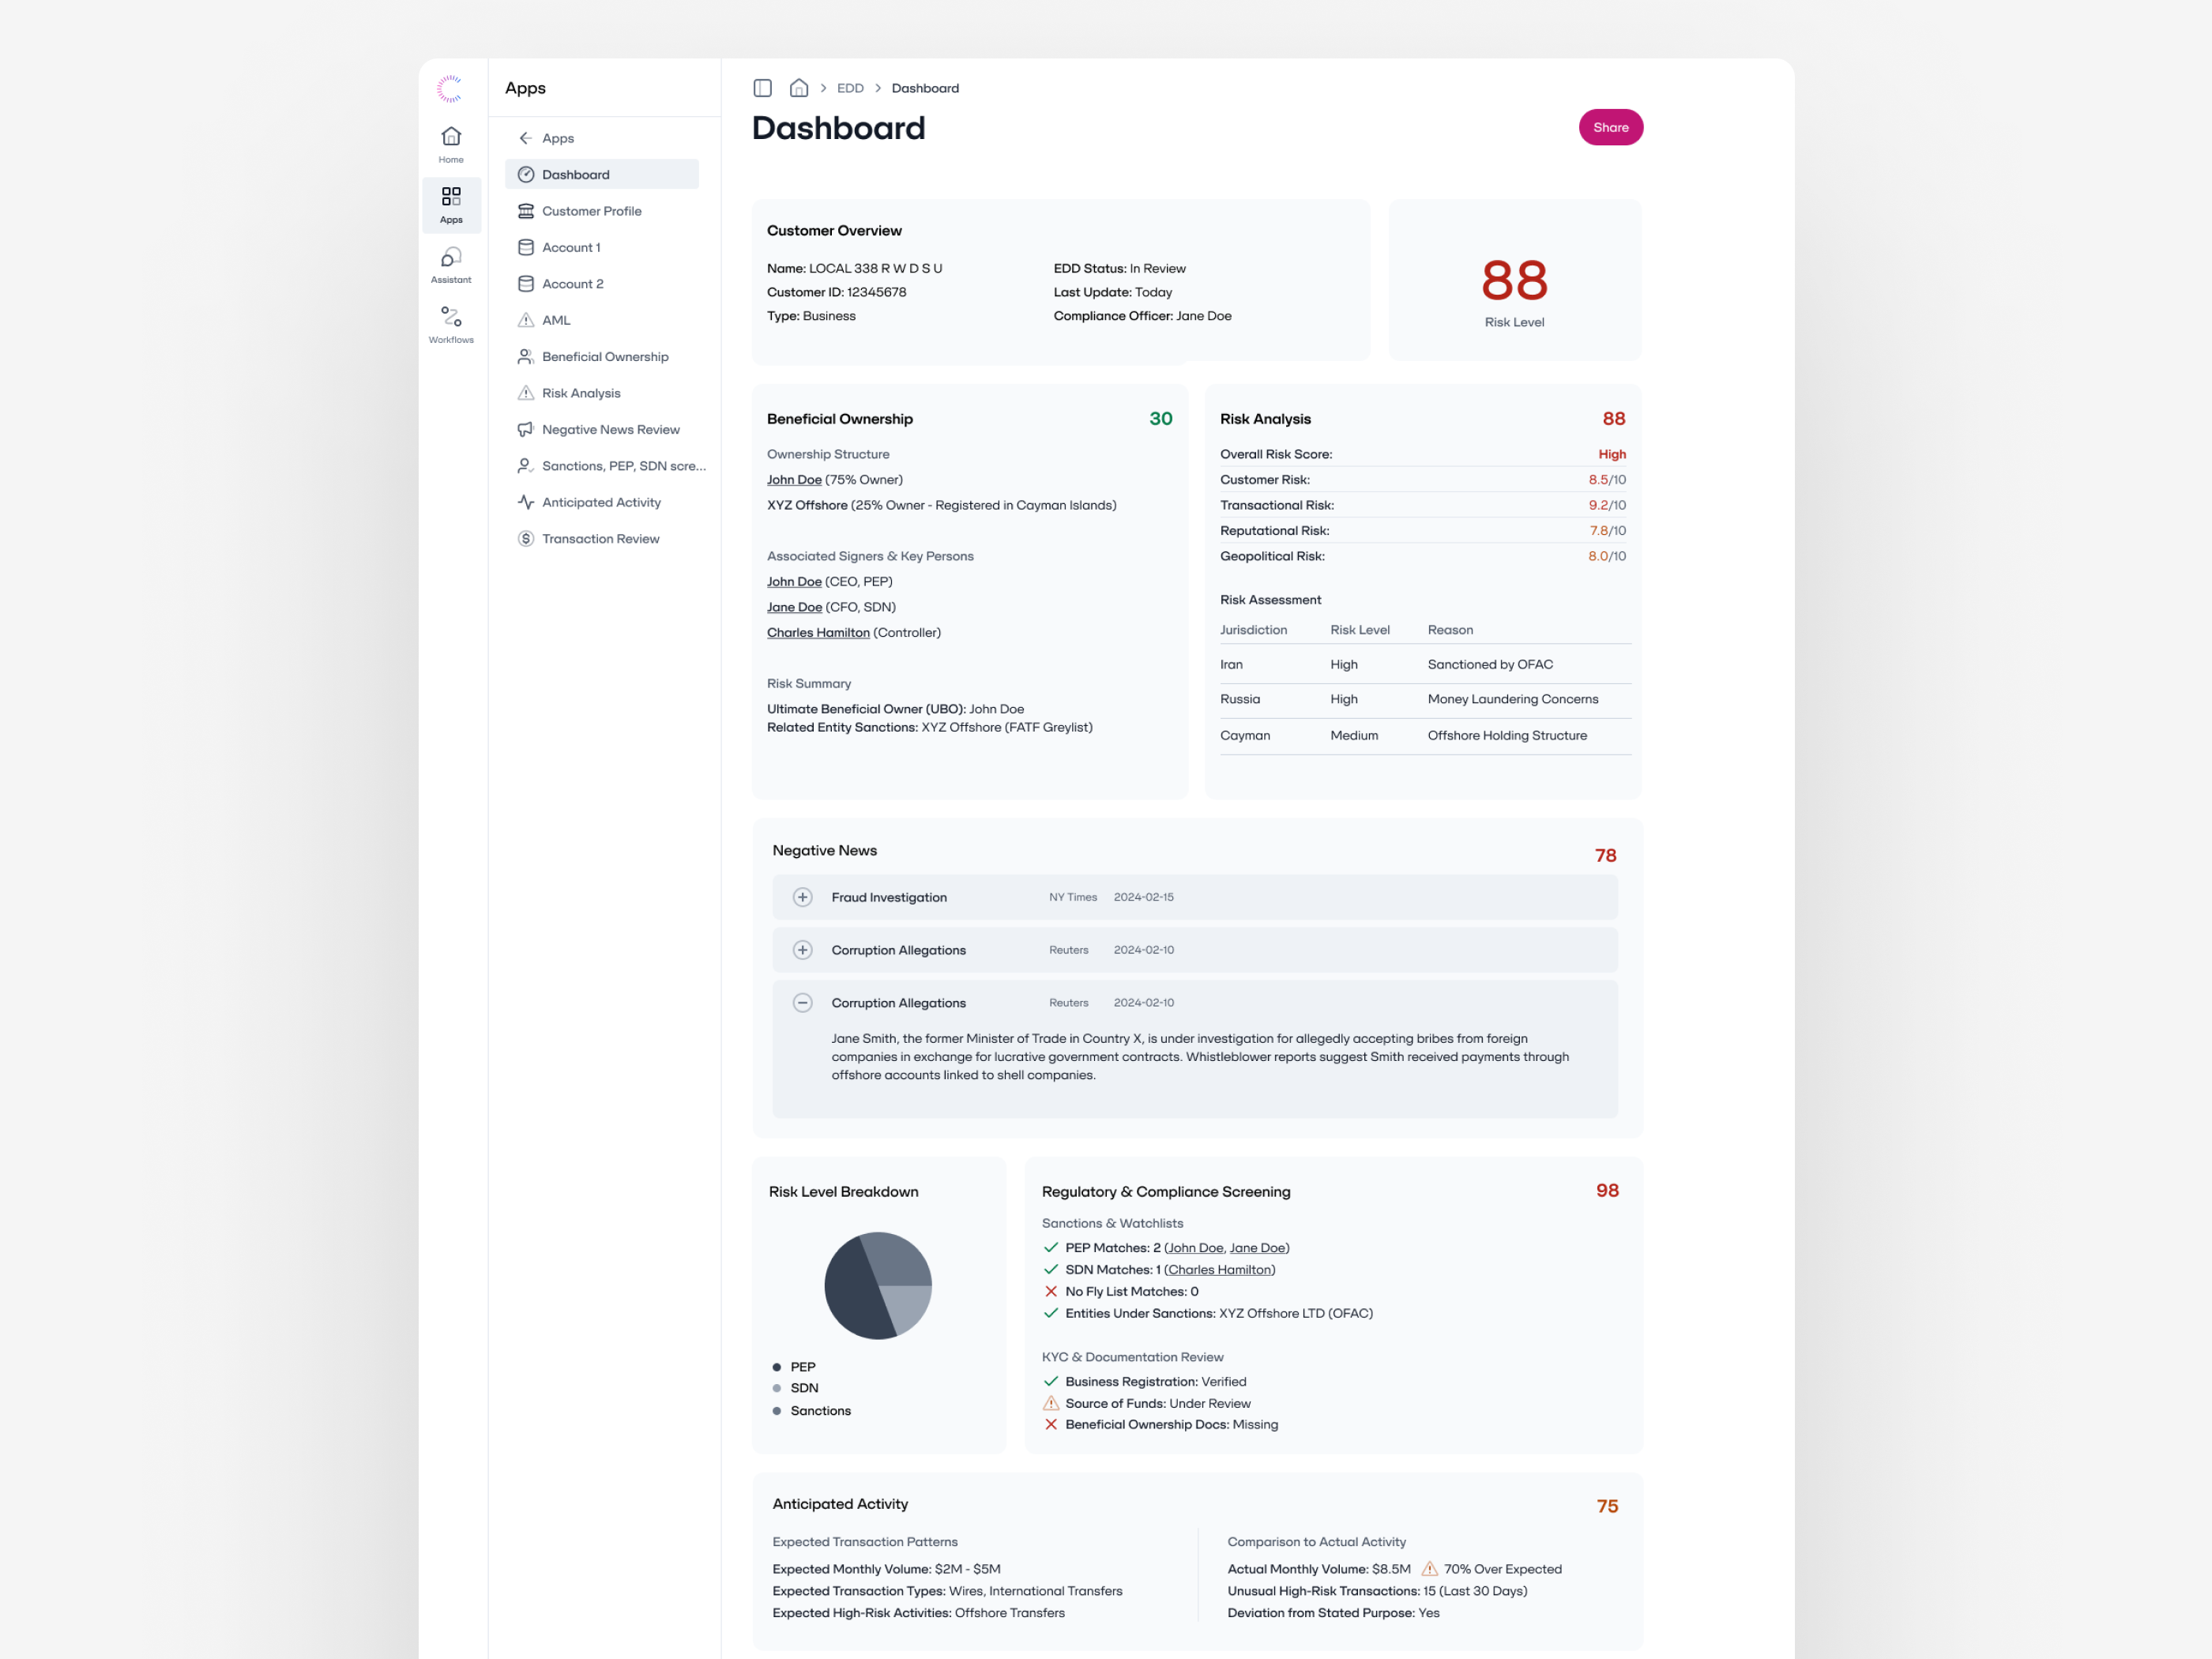 Home
Apps
Assistant
Workflows
Apps
Apps
Dashboard
Customer Profile
Account 1
Account 2
AML
Beneficial Ownership
Risk Analysis
Negative News Review
Sanctions, PEP, SDN scre...
Anticipated Activity
Transaction Review
EDD Dashboard
Dashboard
Share
Customer Overview
Name: LOCAL 338 R W D S U
Customer ID: 12345678
Type: Business
EDD Status: In Review
Last Update: Today
Compliance Officer: Jane Doe
88
Risk Level
Beneficial Ownership 30
Ownership Structure
John Doe (75% Owner)
XYZ Offshore (25% Owner - Registered in Cayman Islands)
Associated Signers & Key Persons
John Doe (CEO, PEP)
Jane Doe (CFO, SDN)
Charles Hamilton (Controller)
Risk Summary
Ultimate Beneficial Owner (UBO): John Doe
Related Entity Sanctions: XYZ Offshore (FATF Greylist)
Risk Analysis 88
Overall Risk Score: High
Customer Risk: 8.5/10
Transactional Risk: 9.2/10
Reputational Risk: 7.8/10
Geopolitical Risk: 8.0/10
Risk Assessment
Jurisdiction Risk Level Reason
Iran High Sanctioned by OFAC
Russia High Money Laundering Concerns
Cayman Medium Offshore Holding Structure
Negative News 78
Fraud Investigation NY Times 2024-02-15
Corruption Allegations Reuters 2024-02-10
Corruption Allegations Reuters 2024-02-10
Jane Smith, the former Minister of Trade in Country X, is under investigation for allegedly accepting bribes from foreign
companies in exchange for lucrative government contracts. Whistleblower reports suggest Smith received payments through
offshore accounts linked to shell companies.
Risk Level Breakdown
PEP
SDN
Sanctions
Regulatory & Compliance Screening 98
Sanctions & Watchlists
PEP Matches: 2 (John Doe, Jane Doe)
SDN Matches: 1 (Charles Hamilton)
No Fly List Matches: 0
Entities Under Sanctions: XYZ Offshore LTD (OFAC)
KYC & Documentation Review
Business Registration: Verified
Source of Funds: Under Review
Beneficial Ownership Docs: Missing
Anticipated Activity 75
Expected Transaction Patterns
Expected Monthly Volume: $2M - $5M
Expected Transaction Types: Wires, International Transfers
Expected High-Risk Activities: Offshore Transfers
Comparison to Actual Activity
Actual Monthly Volume: $8.5M 70% Over Expected
Unusual High-Risk Transactions: 15 (Last 30 Days)
Deviation from Stated Purpose: Yes